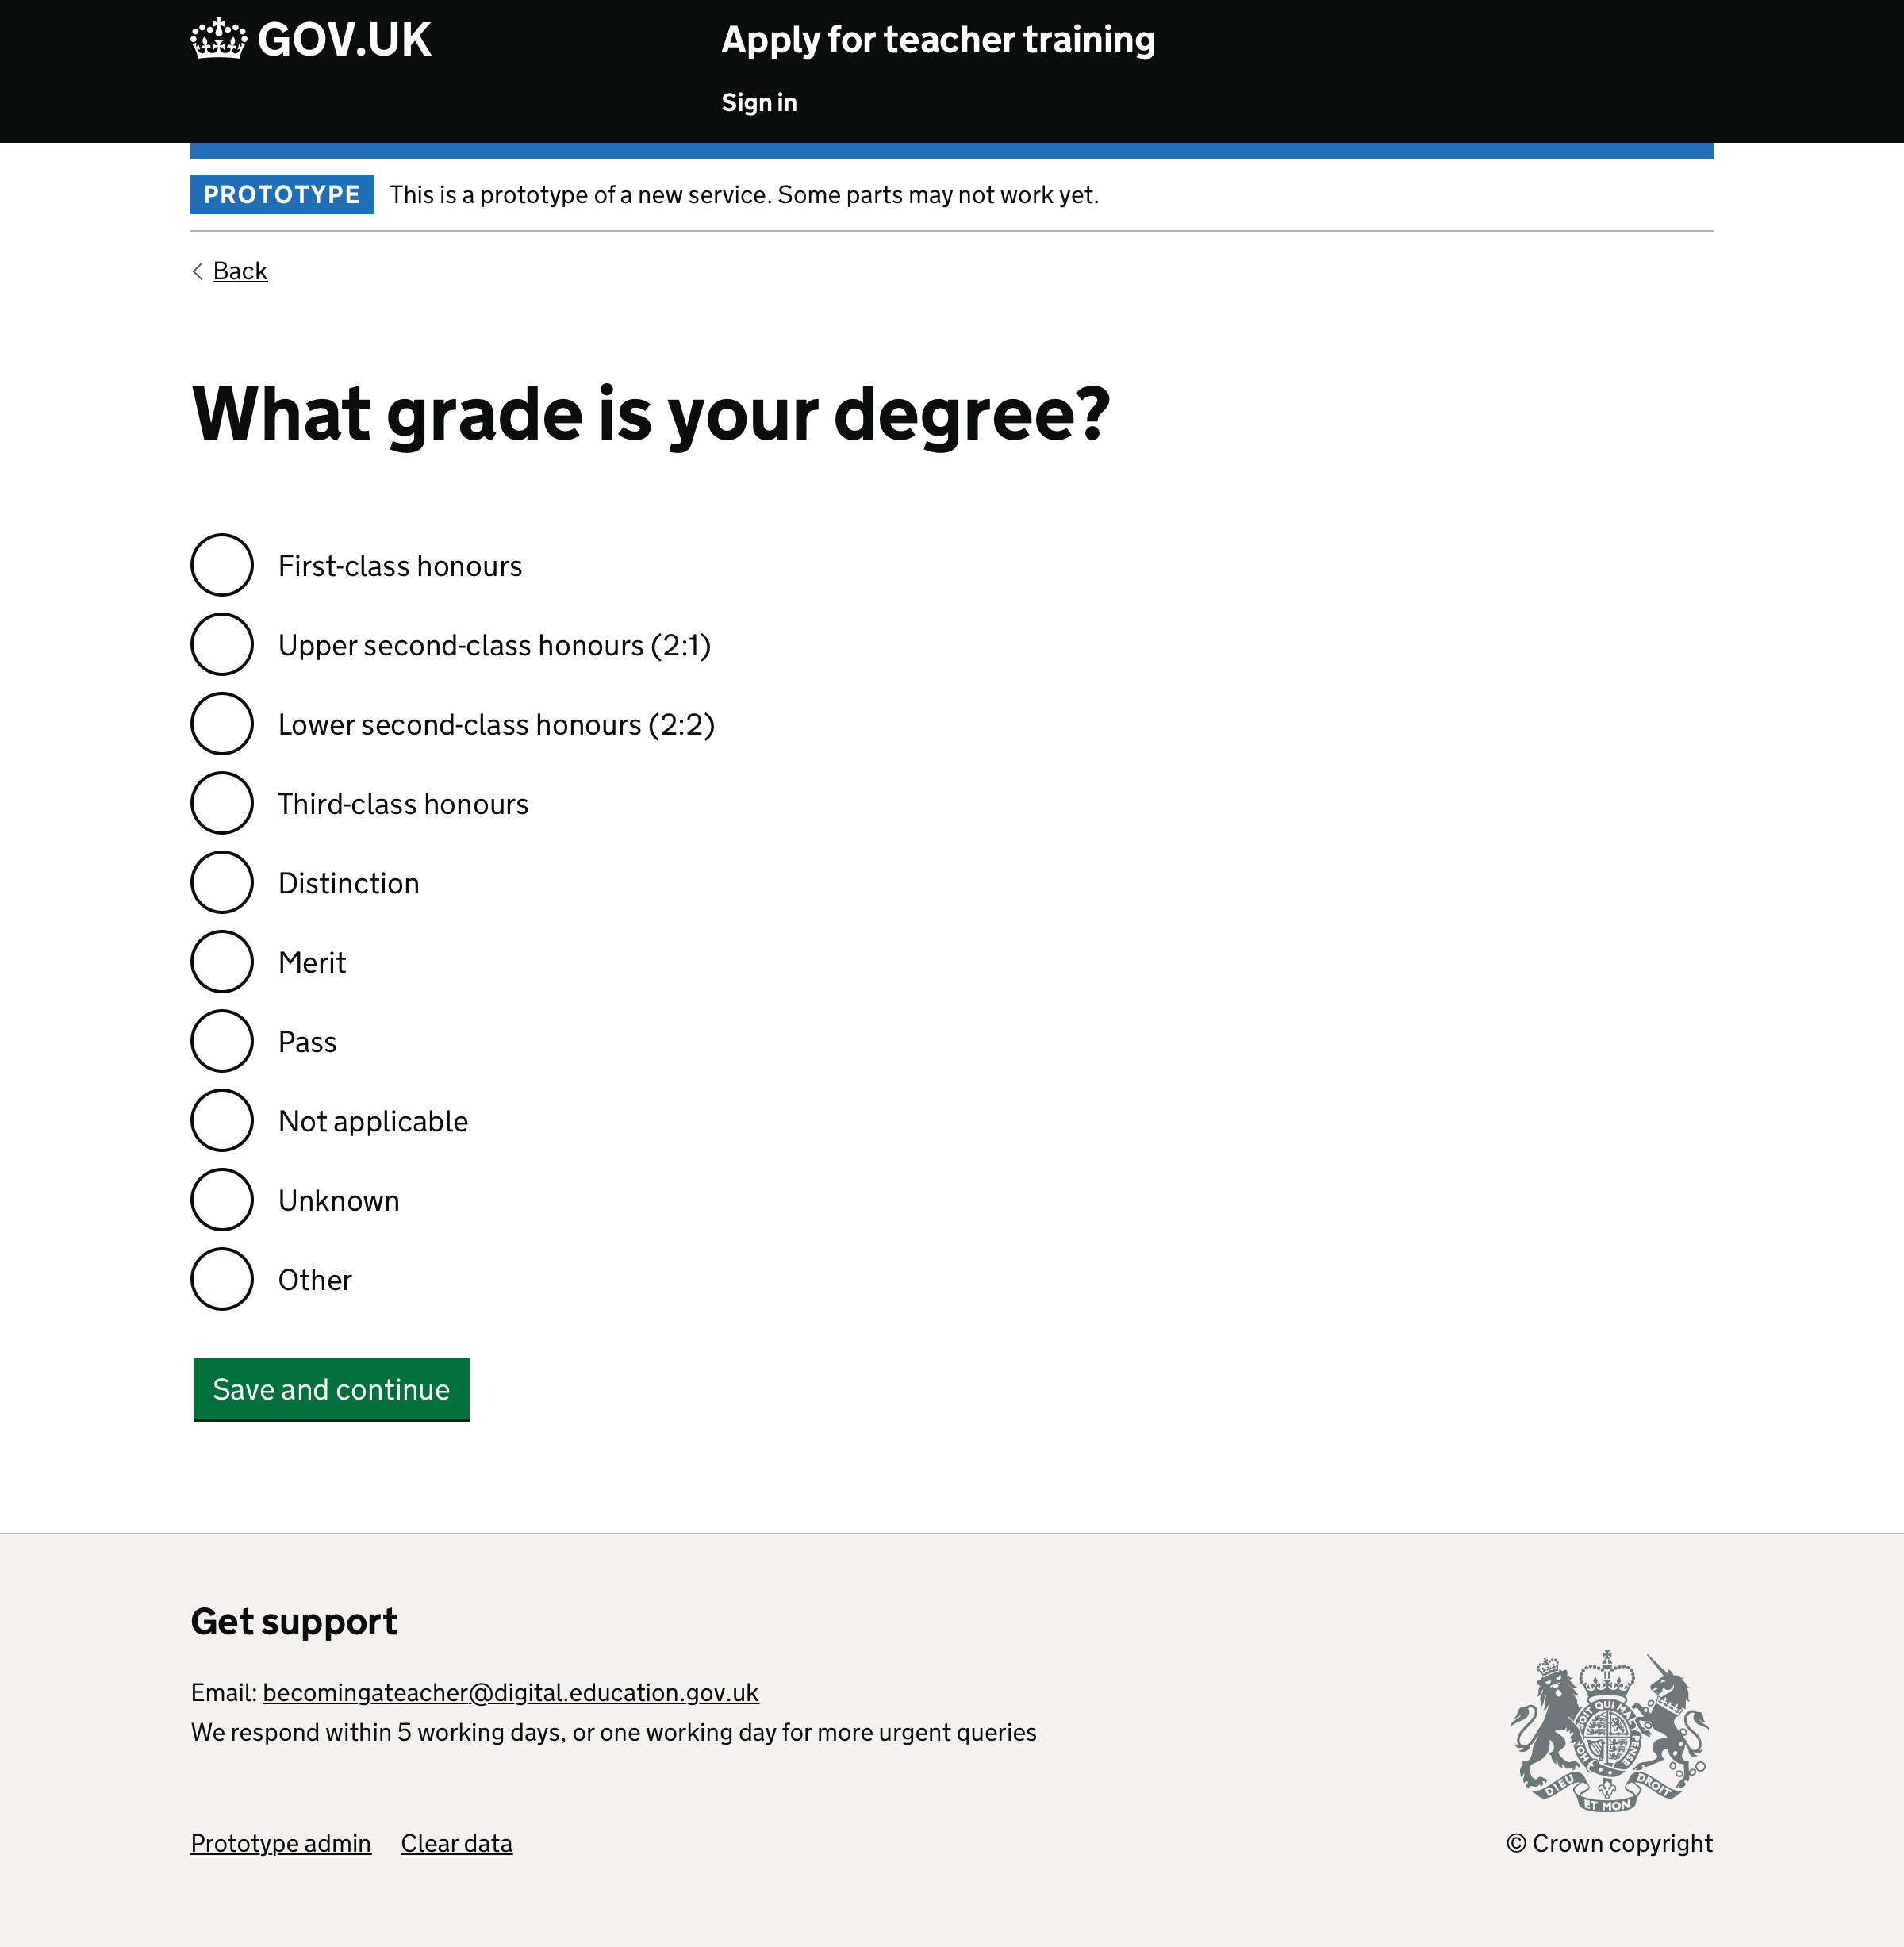 GOV.UK
Apply for teacher training
Sign in
PROTOTYPE This is a prototype of a new service. Some parts may not work yet.
Back
What grade is your degree?
First-class honours
Upper second-class honours (2:1)
Lower second-class honours (2:2)
Third-class honours
Distinction
Merit
Pass
Not applicable
Unknown
Other
Save and continue
Get support
Email: becomingateacher@digital.education.gov.uk
We respond within 5 working days, or one working day for more urgent queries
DIEU ET MON DROIT
Prototype admin Clear data
© Crown copyright